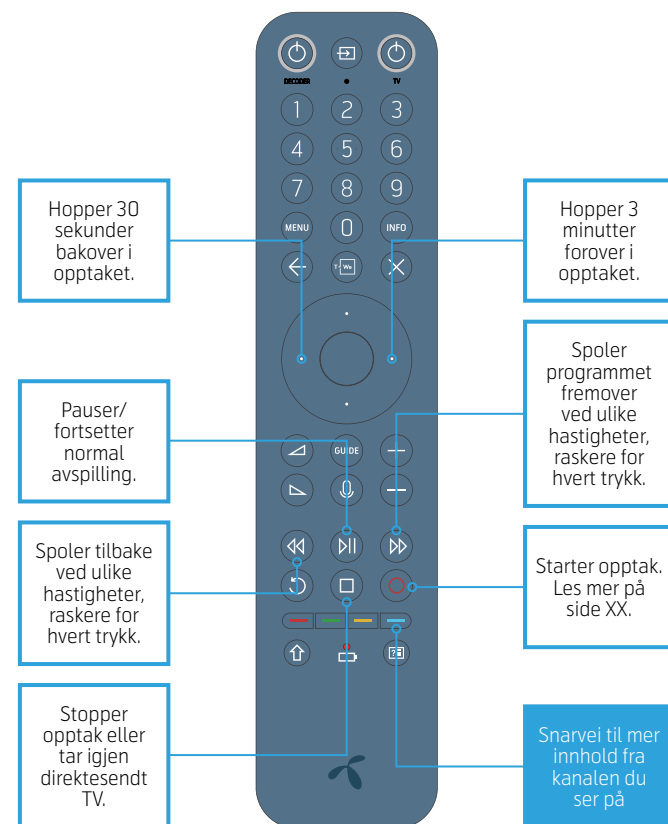 DECODER
TV
1
2
3
4
5
6
7
8
9
MENU
0
INFO
T-We
GUIDE
Hopper 30
sekunder
bakover i
opptaket.
Hopper 3
minutter
forover i
opptaket.
Spoler
programmet
fremover
ved ulike
hastigheter,
raskere for
hvert trykk.
Pauser/
fortsetter
normal
avspilling.
Spoler tilbake
ved ulike
hastigheter,
raskere for
hvert trykk.
Starter opptak.
Les mer på
side XX.
Stopper
opptak eller
tar igjen
direktesendt
TV.
Snarvei til mer
innhold fra
kanalen du
ser på